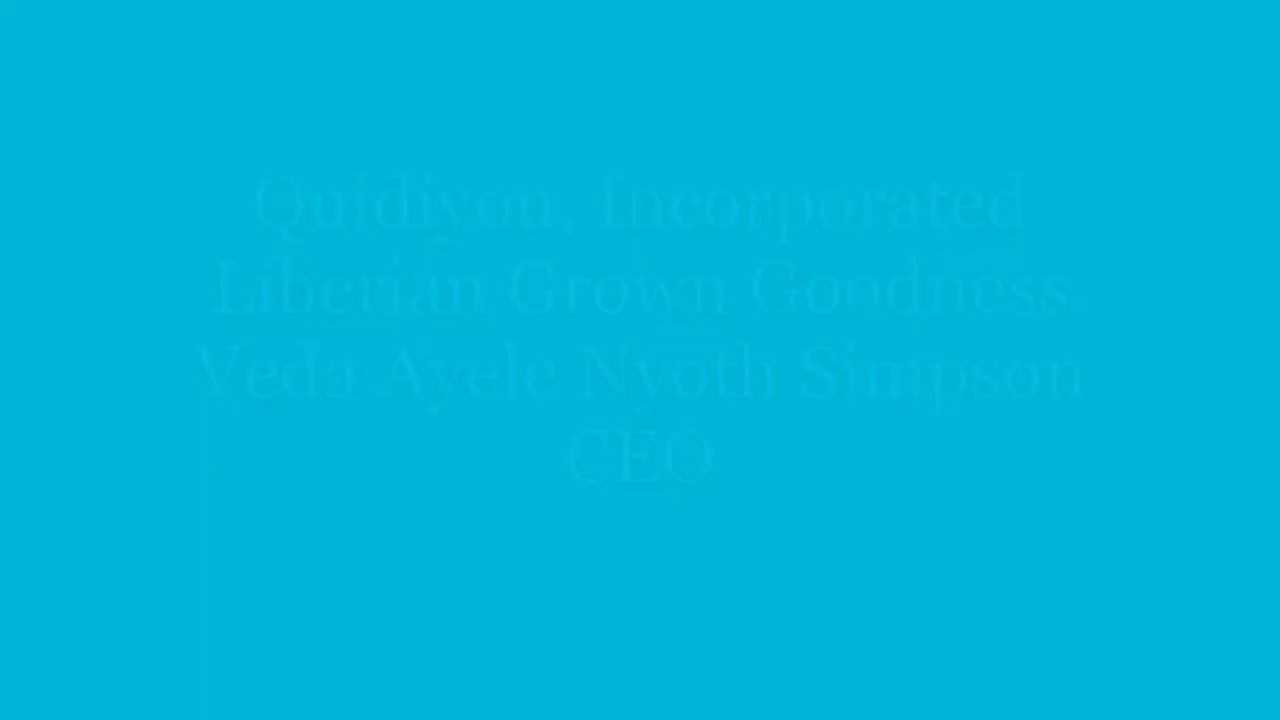 Quidiyou, Incorporated
Liberian Grown Goodness
Veda Ayele Nyoth Simpson
CEO